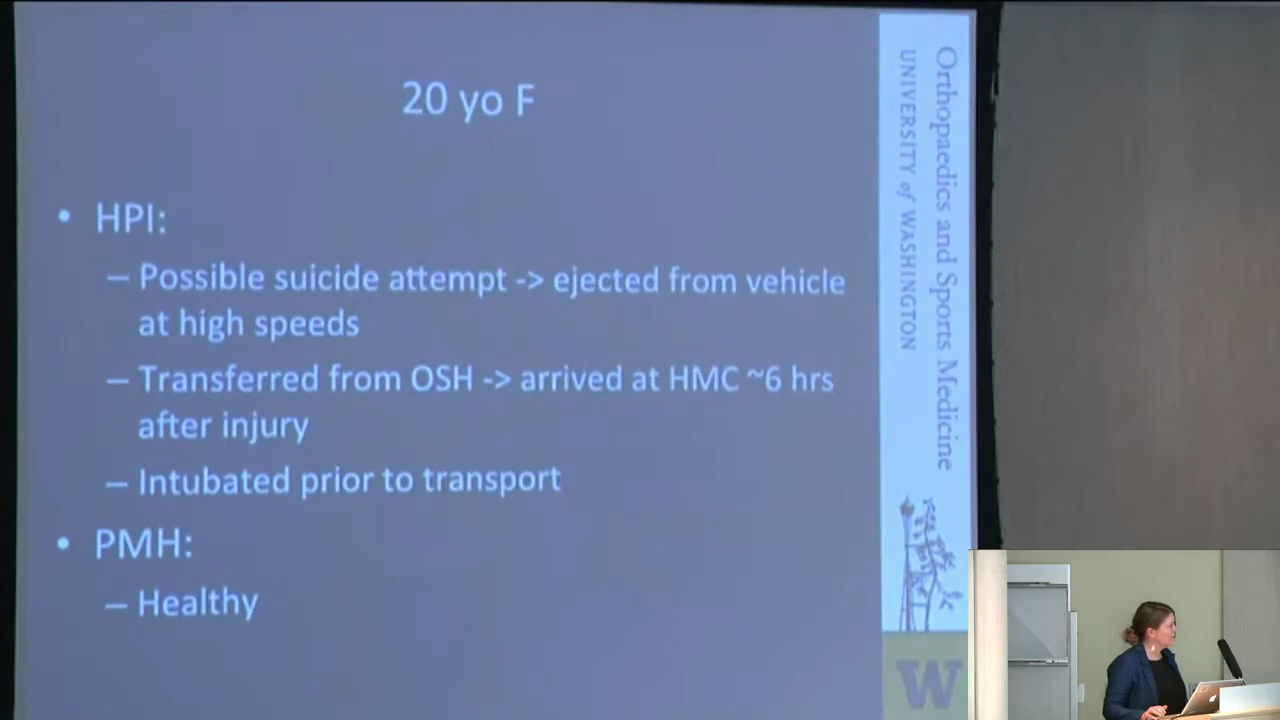 20 yo F
• HPI:
– Possible suicide attempt -> ejected from vehicle
at high speeds
– Transferred from OSH -> arrived at HMC ~6 hrs
after injury
– Intubated prior to transport
• PMH:
– Healthy
Orthopaedics and Sports Medicine
UNIVERSITY of WASHINGTON
W